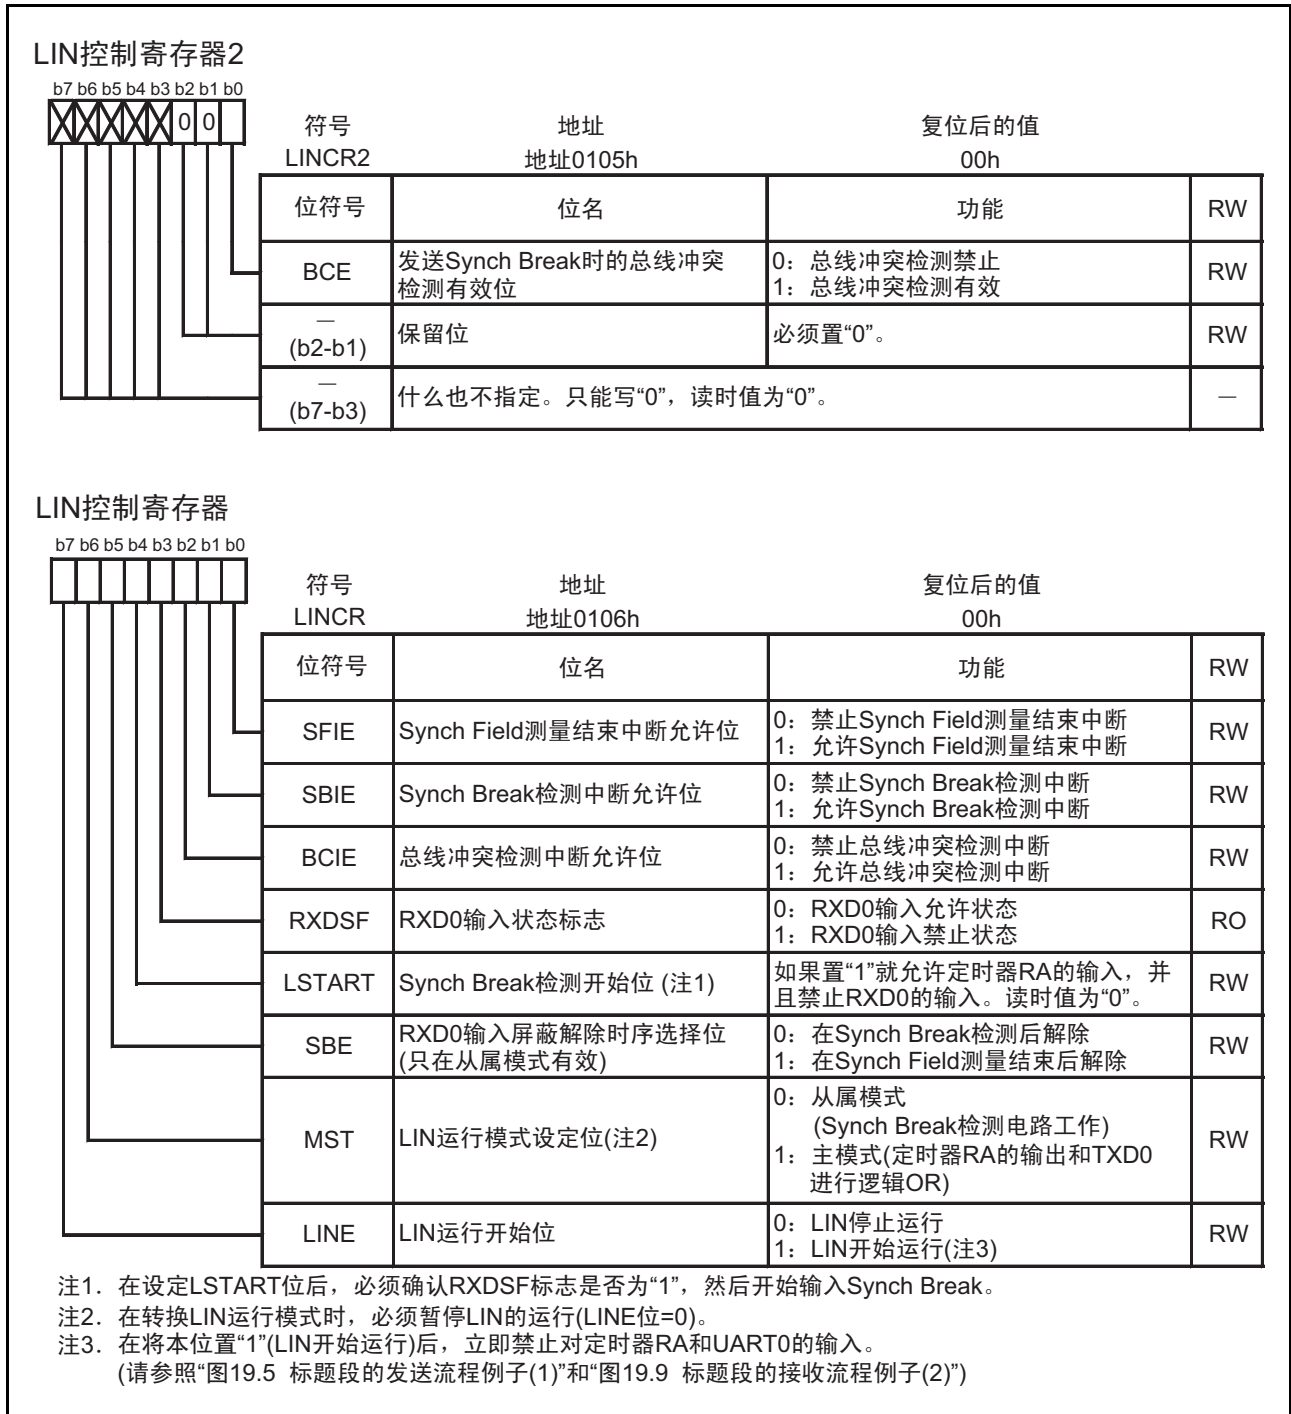 LIN控制寄存器2
b7 b6 b5 b4 b3 b2 b1 b0
0 0
符号 地址 复位后的值
LINCR2 地址0105h 00h
位符号 位名 功能 RW
BCE 发送Synch Break时的总线冲突
检测有效位 0：总线冲突检测禁止
1：总线冲突检测有效 RW
—
(b2-b1) 保留位 必须置“0”。 RW
—
(b7-b3) 什么也不指定。只能写“0”，读时值为“0”。 —
LIN控制寄存器
b7 b6 b5 b4 b3 b2 b1 b0
符号 地址 复位后的值
LINCR 地址0106h 00h
位符号 位名 功能 RW
SFIE Synch Field测量结束中断允许位 0：禁止Synch Field测量结束中断
1：允许Synch Field测量结束中断 RW
SBIE Synch Break检测中断允许位 0：禁止Synch Break检测中断
1：允许Synch Break检测中断 RW
BCIE 总线冲突检测中断允许位 0：禁止总线冲突检测中断
1：允许总线冲突检测中断 RW
RXDSF RXD0输入状态标志 0：RXD0输入允许状态
1：RXD0输入禁止状态 RO
LSTART Synch Break检测开始位 (注1) 如果置“1”就允许定时器RA的输入，并
且禁止RXD0的输入。读时值为“0”。 RW
SBE RXD0输入屏蔽解除时序选择位
(只在从属模式有效) 0：在Synch Break检测后解除
1：在Synch Field测量结束后解除 RW
MST LIN运行模式设定位(注2) 0：从属模式
(Synch Break检测电路工作)
1：主模式(定时器RA的输出和TXD0
进行逻辑OR) RW
LINE LIN运行开始位 0：LIN停止运行
1：LIN开始运行(注3) RW
注1. 在设定LSTART位后，必须确认RXDSF标志是否为“1”，然后开始输入Synch Break。
注2. 在转换LIN运行模式时，必须暂停LIN的运行(LINE位=0)。
注3. 在将本位置“1”(LIN开始运行)后，立即禁止对定时器RA和UART0的输入。
(请参照“图19.5 标题段的发送流程例子(1)”和“图19.9 标题段的接收流程例子(2)”)